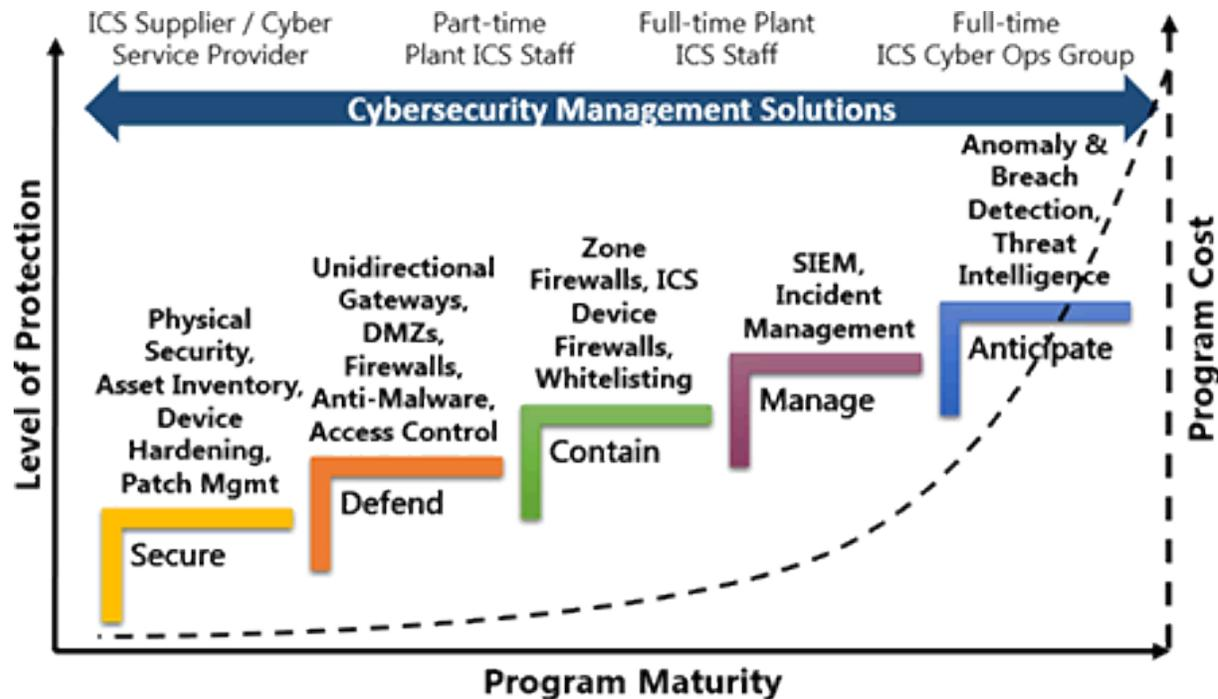 ICS Supplier / Cyber
Service Provider
Part-time
Plant ICS Staff
Full-time Plant
ICS Staff
Full-time
ICS Cyber Ops Group
Cybersecurity Management Solutions
Level of Protection
Physical
Security,
Asset Inventory,
Device
Hardening,
Patch Mgmt
Secure
Unidirectional
Gateways,
DMZs,
Firewalls,
Anti-Malware,
Access Control
Defend
Zone
Firewalls, ICS
Device
Firewalls,
Whitelisting
Contain
SIEM,
Incident
Management
Manage
Anomaly &
Breach
Detection,
Threat
Intelligence
Anticipate
Program Cost
Program Maturity